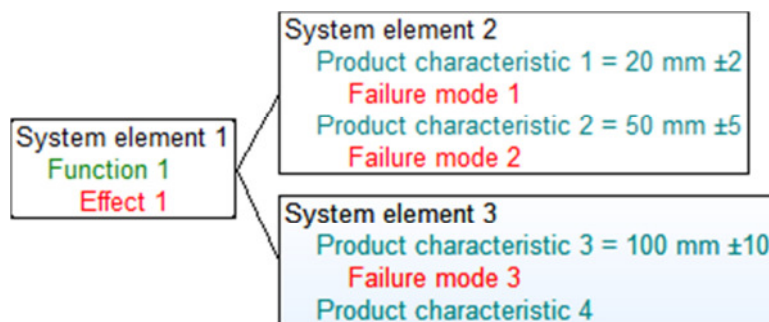 System element 1
Function 1
Effect 1
System element 2
Product characteristic 1 = 20 mm ±2
Failure mode 1
Product characteristic 2 = 50 mm ±5
Failure mode 2
System element 3
Product characteristic 3 = 100 mm ±10
Failure mode 3
Product characteristic 4